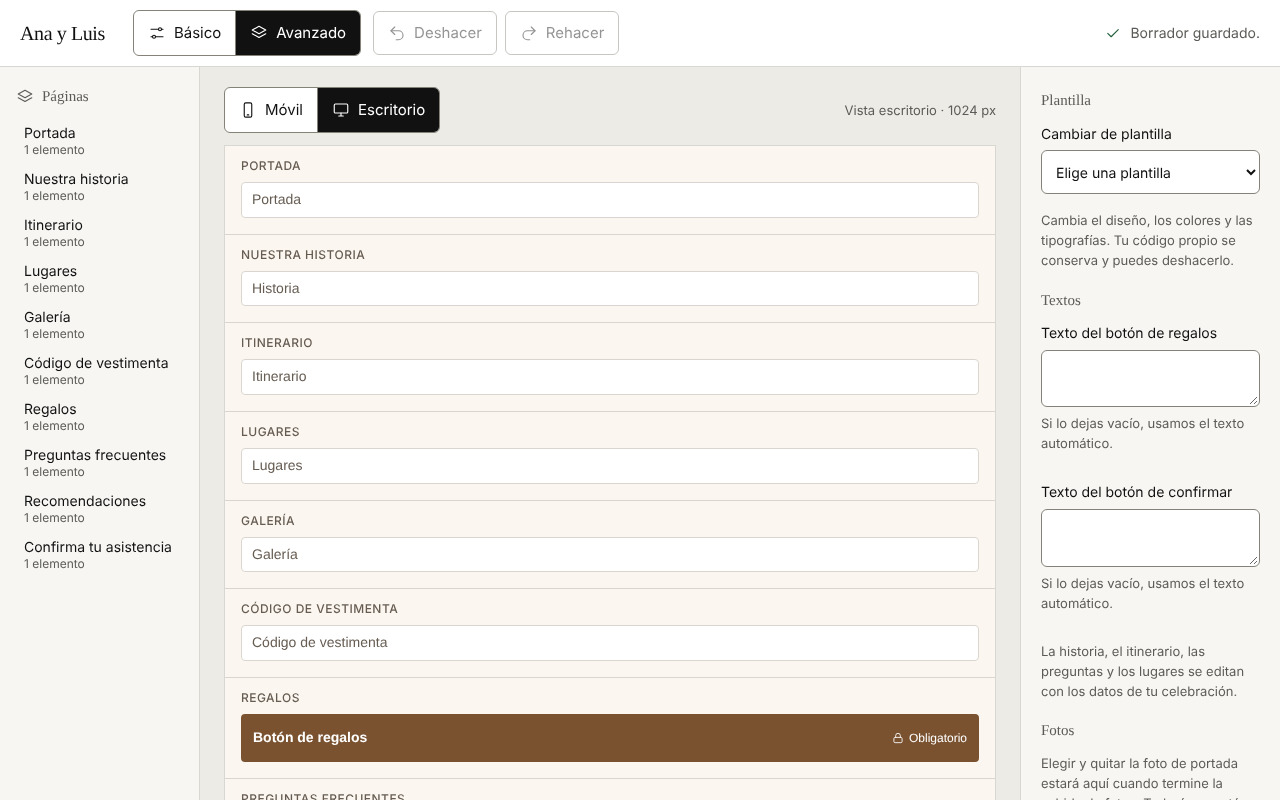 Ana y Luis
Básico
Avanzado
Deshacer
Rehacer
Borrador guardado.
Páginas
Portada
1 elemento
Nuestra historia
1 elemento
Itinerario
1 elemento
Lugares
1 elemento
Galería
1 elemento
Código de vestimenta
1 elemento
Regalos
1 elemento
Preguntas frecuentes
1 elemento
Recomendaciones
1 elemento
Confirma tu asistencia
1 elemento
Móvil
Escritorio
Vista escritorio · 1024 px
PORTADA
Portada
NUESTRA HISTORIA
Historia
ITINERARIO
Itinerario
LUGARES
Lugares
GALERÍA
Galería
CÓDIGO DE VESTIMENTA
Código de vestimenta
REGALOS
Botón de regalos
Obligatorio
PREGUNTAS FRECUENTES
Plantilla
Cambiar de plantilla
Elige una plantilla
Cambia el diseño, los colores y las
tipografías. Tu código propio se
conserva y puedes deshacerlo.
Textos
Texto del botón de regalos
Si lo dejas vacío, usamos el texto
automático.
Texto del botón de confirmar
Si lo dejas vacío, usamos el texto
automático.
La historia, el itinerario, las
preguntas y los lugares se editan
con los datos de tu celebración.
Fotos
Elegir y quitar la foto de portada
estará aquí cuando termine la